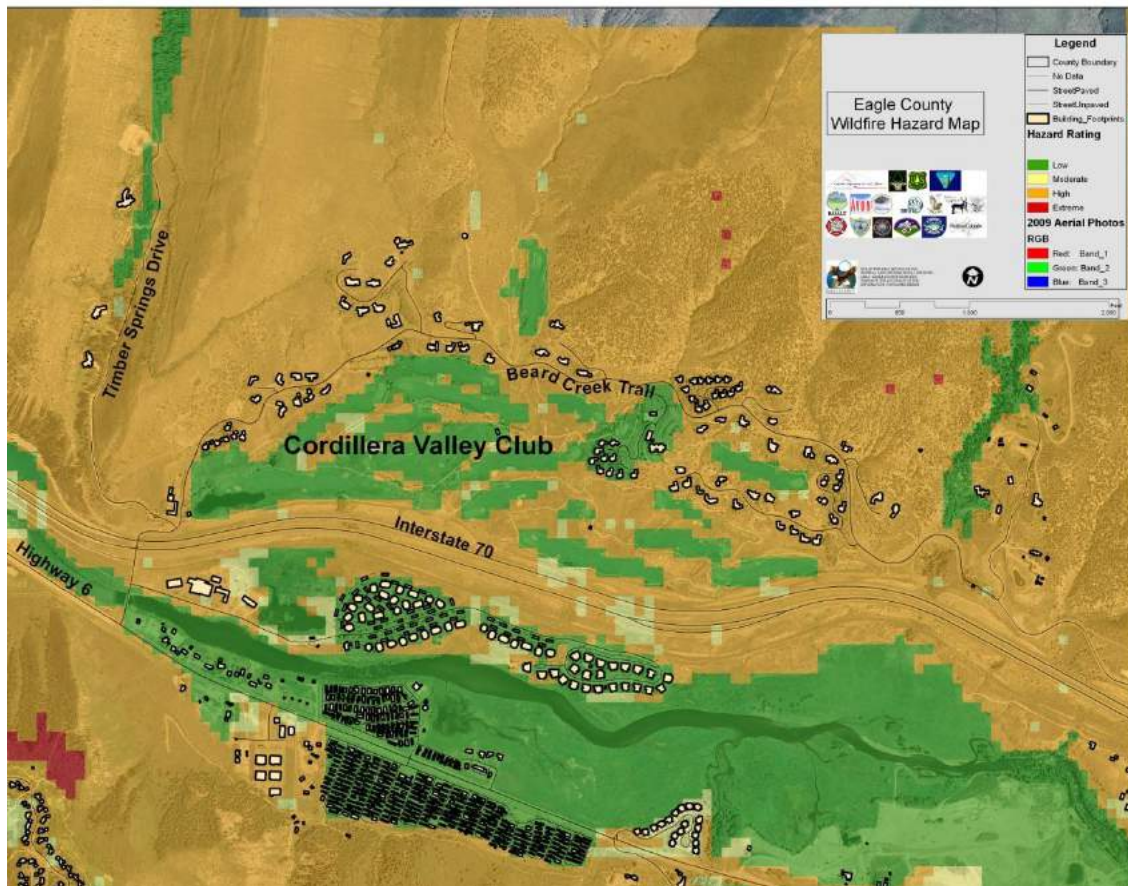 Legend
County Boundary
No Data
StreetPaved
StreetUnpaved
Building_Footprints
Hazard Rating
Low
Moderate
High
Extreme
2009 Aerial Photos
RGB
Red: Band_1
Green: Band_2
Blue: Band_3
Eagle County
Wildfire Hazard Map
Feet
0
500
1,000
2,000
Timber Springs Drive
Beard Creek Trail
Cordillera Valley Club
Interstate 70
Highway 6